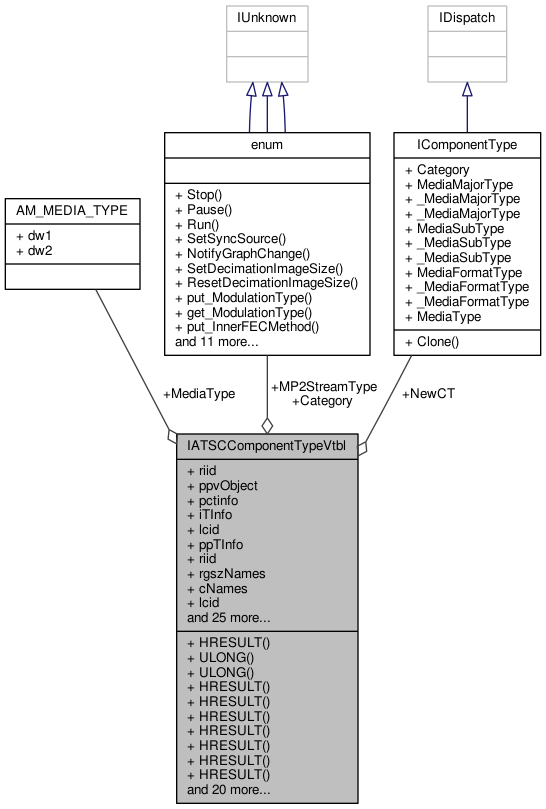 IUnknown
IDispatch
enum
+ Stop()
+ Pause()
+ Run()
+ SetSyncSource()
+ NotifyGraphChange()
+ SetDecimationImageSize()
+ ResetDecimationImageSize()
+ put_ModulationType()
+ get_ModulationType()
+ put_InnerFECMethod()
and 11 more...
IComponentType
+ Category
+ MediaMajorType
+ _MediaMajorType
+ _MediaMajorType
+ MediaSubType
+ _MediaSubType
+ _MediaSubType
+ MediaFormatType
+ _MediaFormatType
+ _MediaFormatType
+ MediaType
+ Clone()
AM_MEDIA_TYPE
+ dw1
+ dw2
+MediaType
+MP2StreamType
+Category
+NewCT
IATSCComponentTypeVtbl
+ riid
+ ppvObject
+ pctinfo
+ iTInfo
+ lcid
+ ppTInfo
+ riid
+ rgszNames
+ cNames
+ lcid
and 25 more...
+ HRESULT()
+ ULONG()
+ ULONG()
+ HRESULT()
+ HRESULT()
+ HRESULT()
+ HRESULT()
+ HRESULT()
+ HRESULT()
+ HRESULT()
and 20 more...